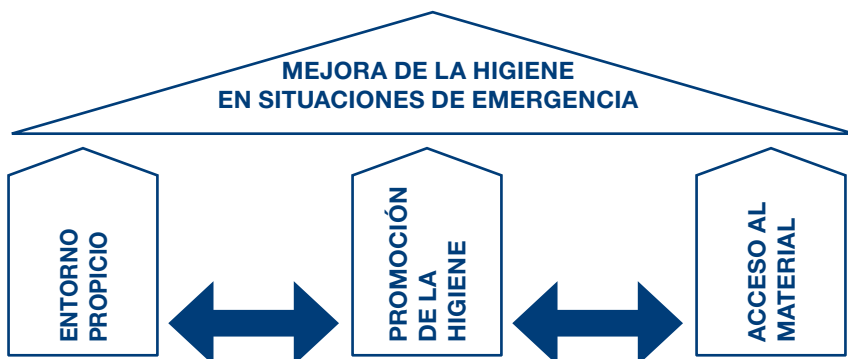 MEJORA DE LA HIGIENE
EN SITUACIONES DE EMERGENCIA
ENTORNO
PROPICIO
PROMOCIÓN
DE LA
HIGIENE
ACCESO AL
MATERIAL